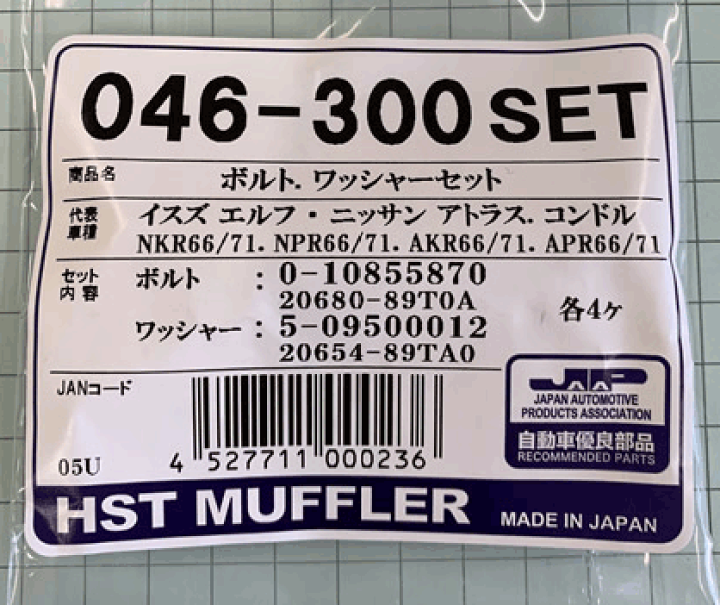 046-300 SET
商品名 ボルト. ワッシャーセット
代表車種 イスズ エルフ・ニッサン アトラス. コンドル
NKR66/71. NPR66/71. AKR66/71. APR66/71
セット内容 ボルト : 0-10855870
20680-89T0A
各4ヶ
ワッシャー : 5-09500012
20654-89TA0
JANコード
JAPA
JAPAN AUTOMOTIVE
PRODUCTS ASSOCIATION
自動車優良部品
RECOMMENDED PARTS
05U
4 527711 000236
HST MUFFLER MADE IN JAPAN